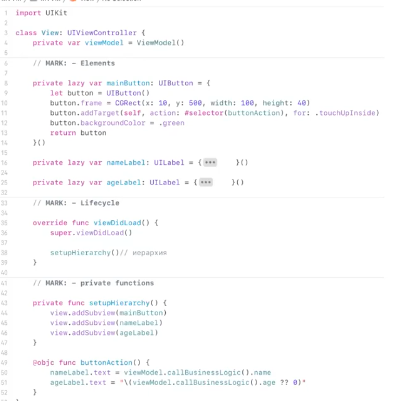 1 import UIKit
2
3 class View: UIViewController {
4 private var viewModel = ViewModel()
5
6 // MARK: - Elements
7
8 private lazy var mainButton: UIButton = {
9 let button = UIButton()
10 button.frame = CGRect(x: 10, y: 500, width: 100, height: 40)
11 button.addTarget(self, action: #selector(buttonAction), for: .touchUpInside)
12 button.backgroundColor = .green
13 return button
14 }()
15
16 private lazy var nameLabel: UILabel = {••• }()
24
25 private lazy var ageLabel: UILabel = {••• }()
32
33 // MARK: - Lifecycle
34
35 override func viewDidLoad() {
36 super.viewDidLoad()
37
38 setupHierarchy()// иерархия
39 }
40
41 // MARK: - private functions
42
43 private func setupHierarchy() {
44 view.addSubview(mainButton)
45 view.addSubview(nameLabel)
46 view.addSubview(ageLabel)
47 }
48
49 @objc func buttonAction() {
50 nameLabel.text = viewModel.callBusinessLogic().name
51 ageLabel.text = "\(viewModel.callBusinessLogic().age ?? 0)"
52 }